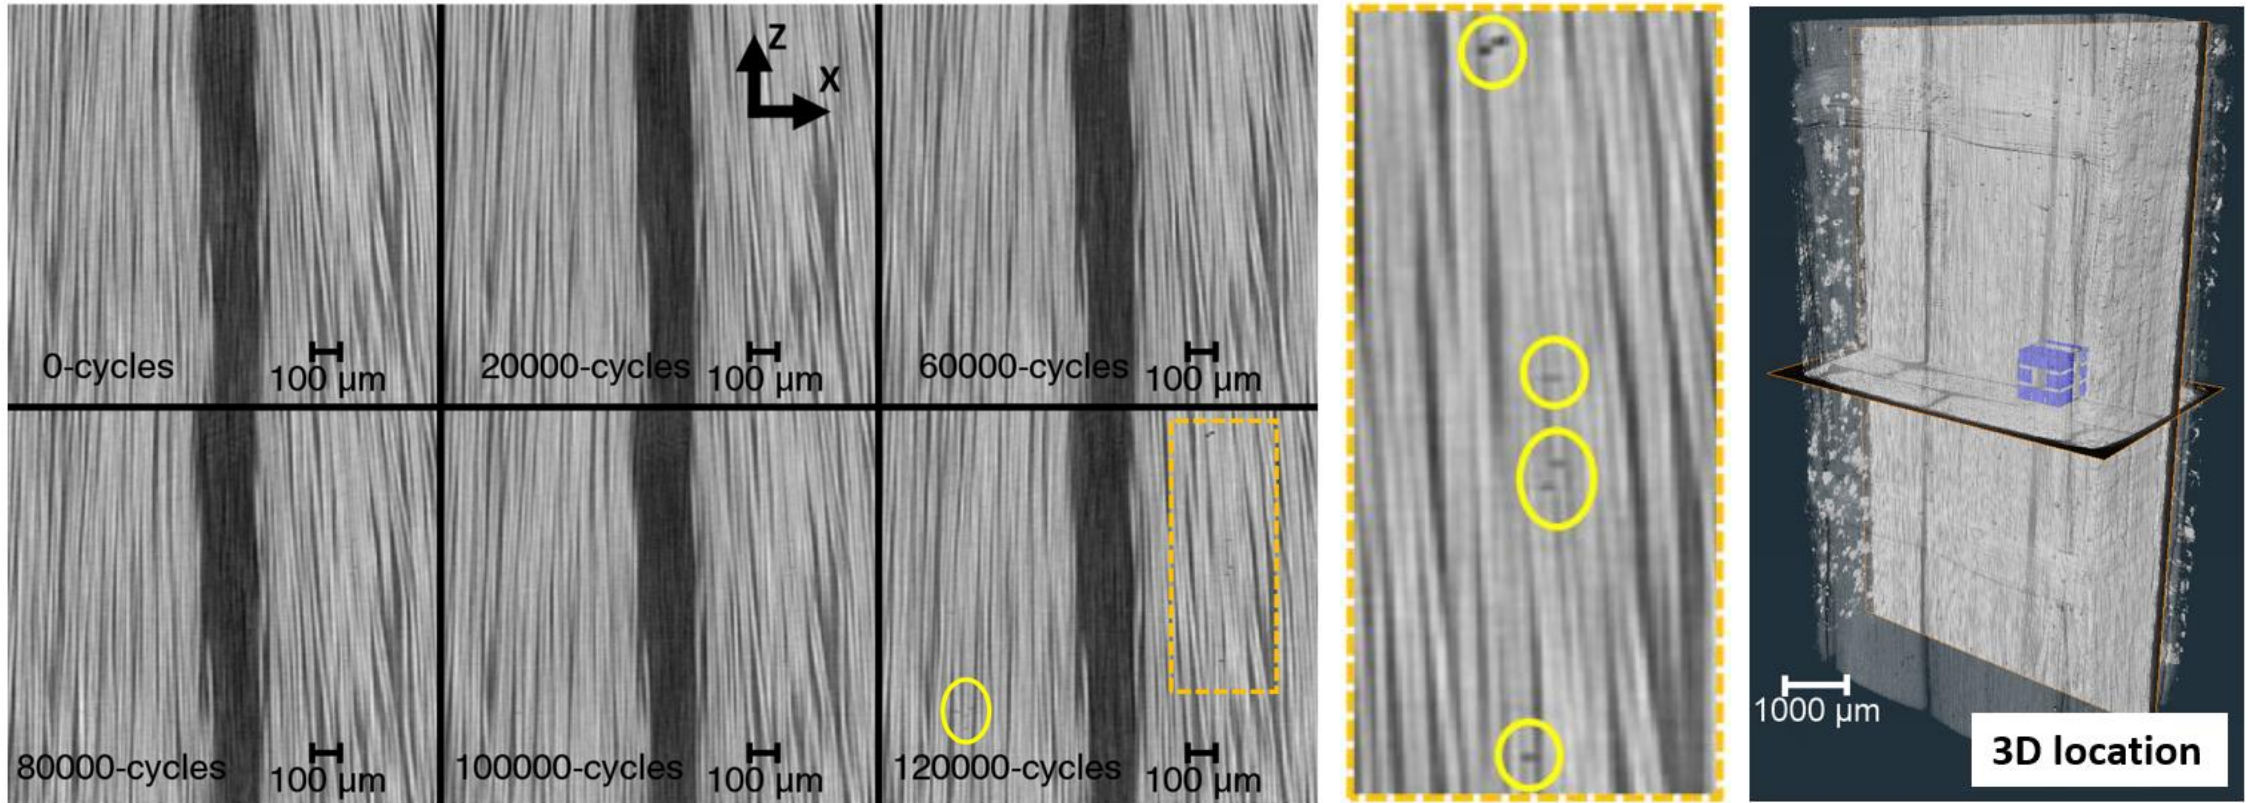 Z
X
0-cycles
100 µm
20000-cycles
100 µm
60000-cycles
100 µm
80000-cycles
100 µm
100000-cycles
100 µm
120000-cycles
100 µm
1000 µm
3D location